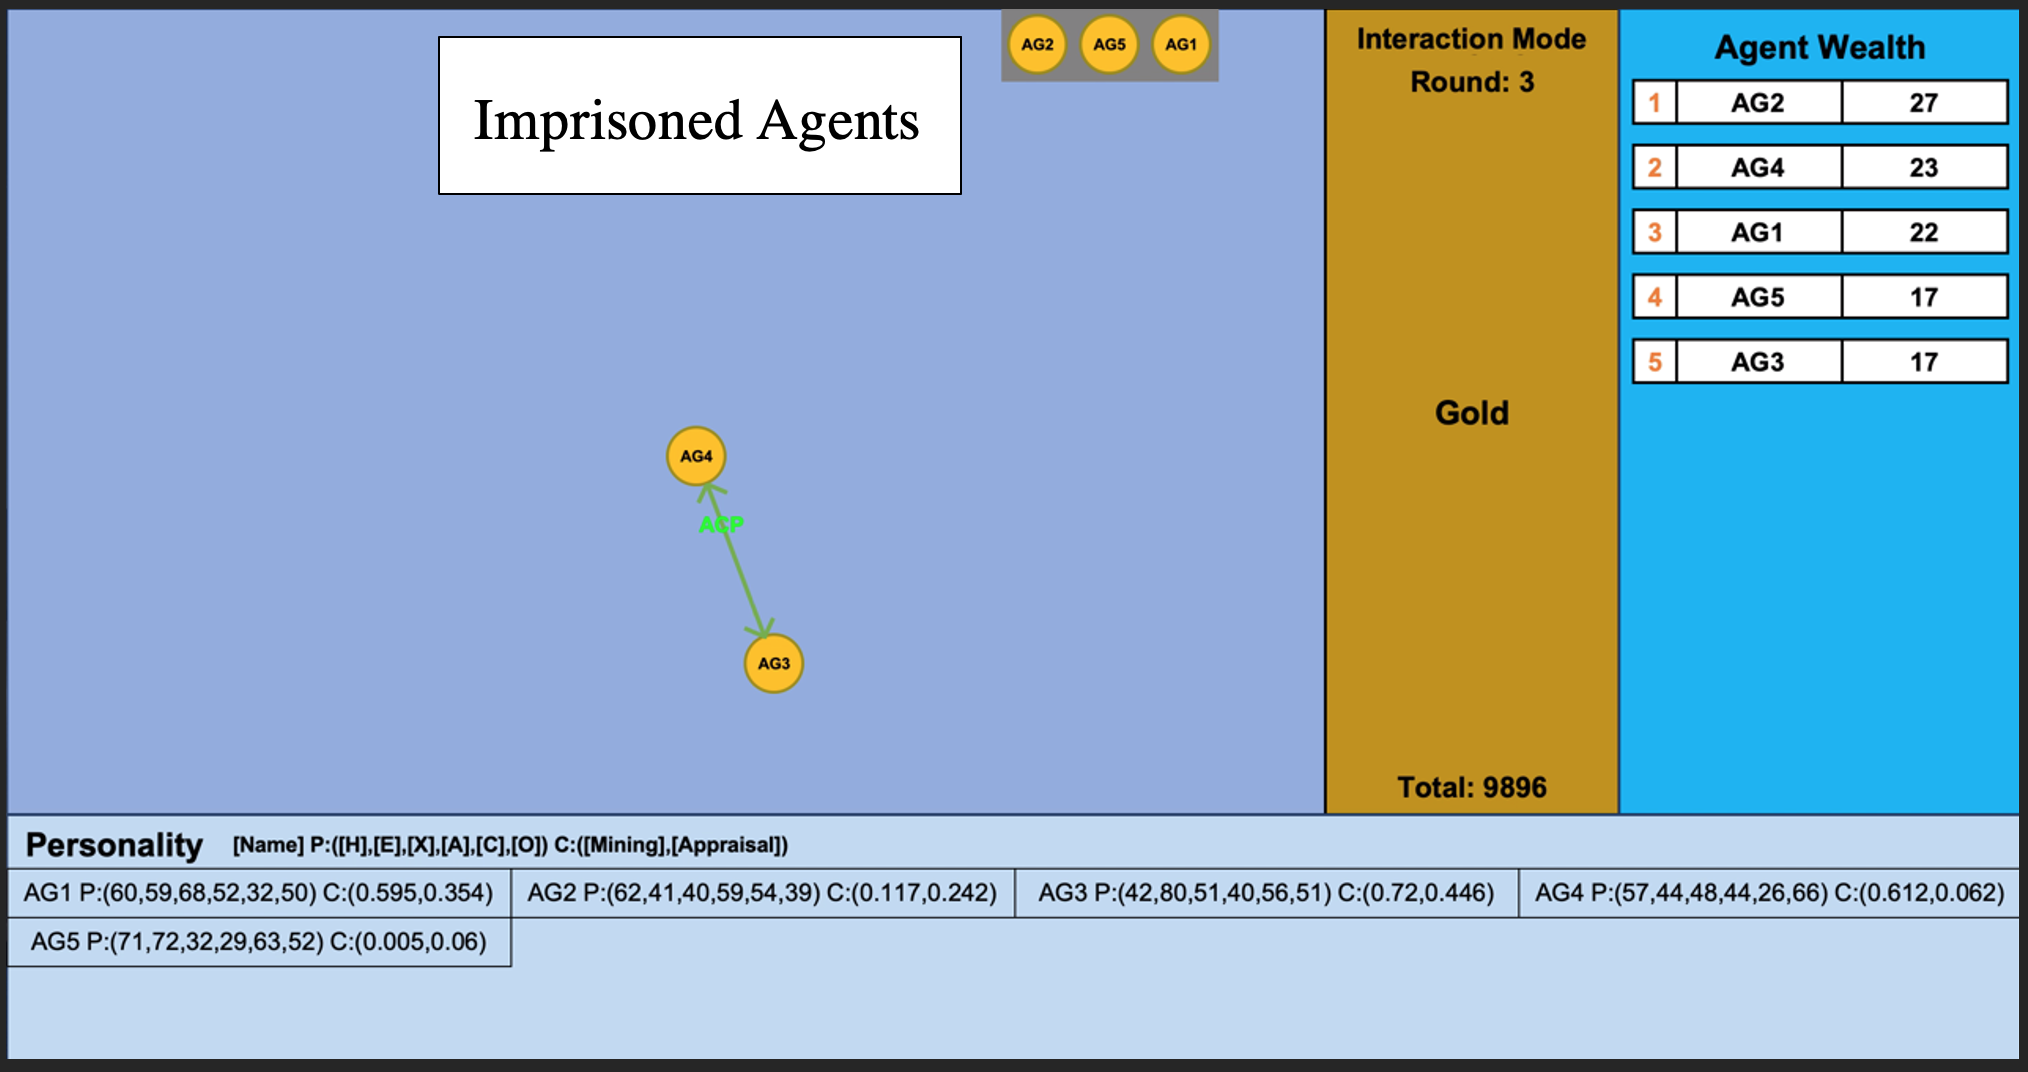 AG2 AG5 AG1
Imprisoned Agents
AG4
ACP
AG3
Interaction Mode
Round: 3
Gold
Total: 9896
Agent Wealth
1 AG2 27
2 AG4 23
3 AG1 22
4 AG5 17
5 AG3 17
Personality [Name] P:([H],[E],[X],[A],[C],[O]) C:([Mining],[Appraisal])
AG1 P:(60,59,68,52,32,50) C:(0.595,0.354) AG2 P:(62,41,40,59,54,39) C:(0.117,0.242) AG3 P:(42,80,51,40,56,51) C:(0.72,0.446) AG4 P:(57,44,48,44,26,66) C:(0.612,0.062)
AG5 P:(71,72,32,29,63,52) C:(0.005,0.06)